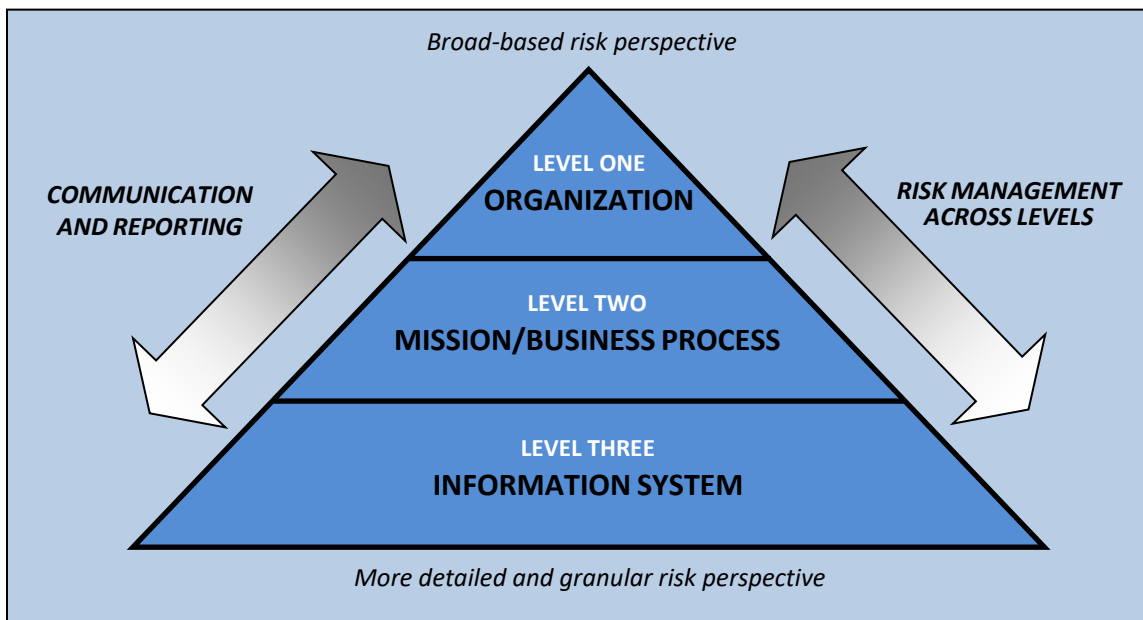 Broad-based risk perspective
LEVEL ONE
ORGANIZATION
COMMUNICATION
AND REPORTING
RISK MANAGEMENT
ACROSS LEVELS
LEVEL TWO
MISSION/BUSINESS PROCESS
LEVEL THREE
INFORMATION SYSTEM
More detailed and granular risk perspective